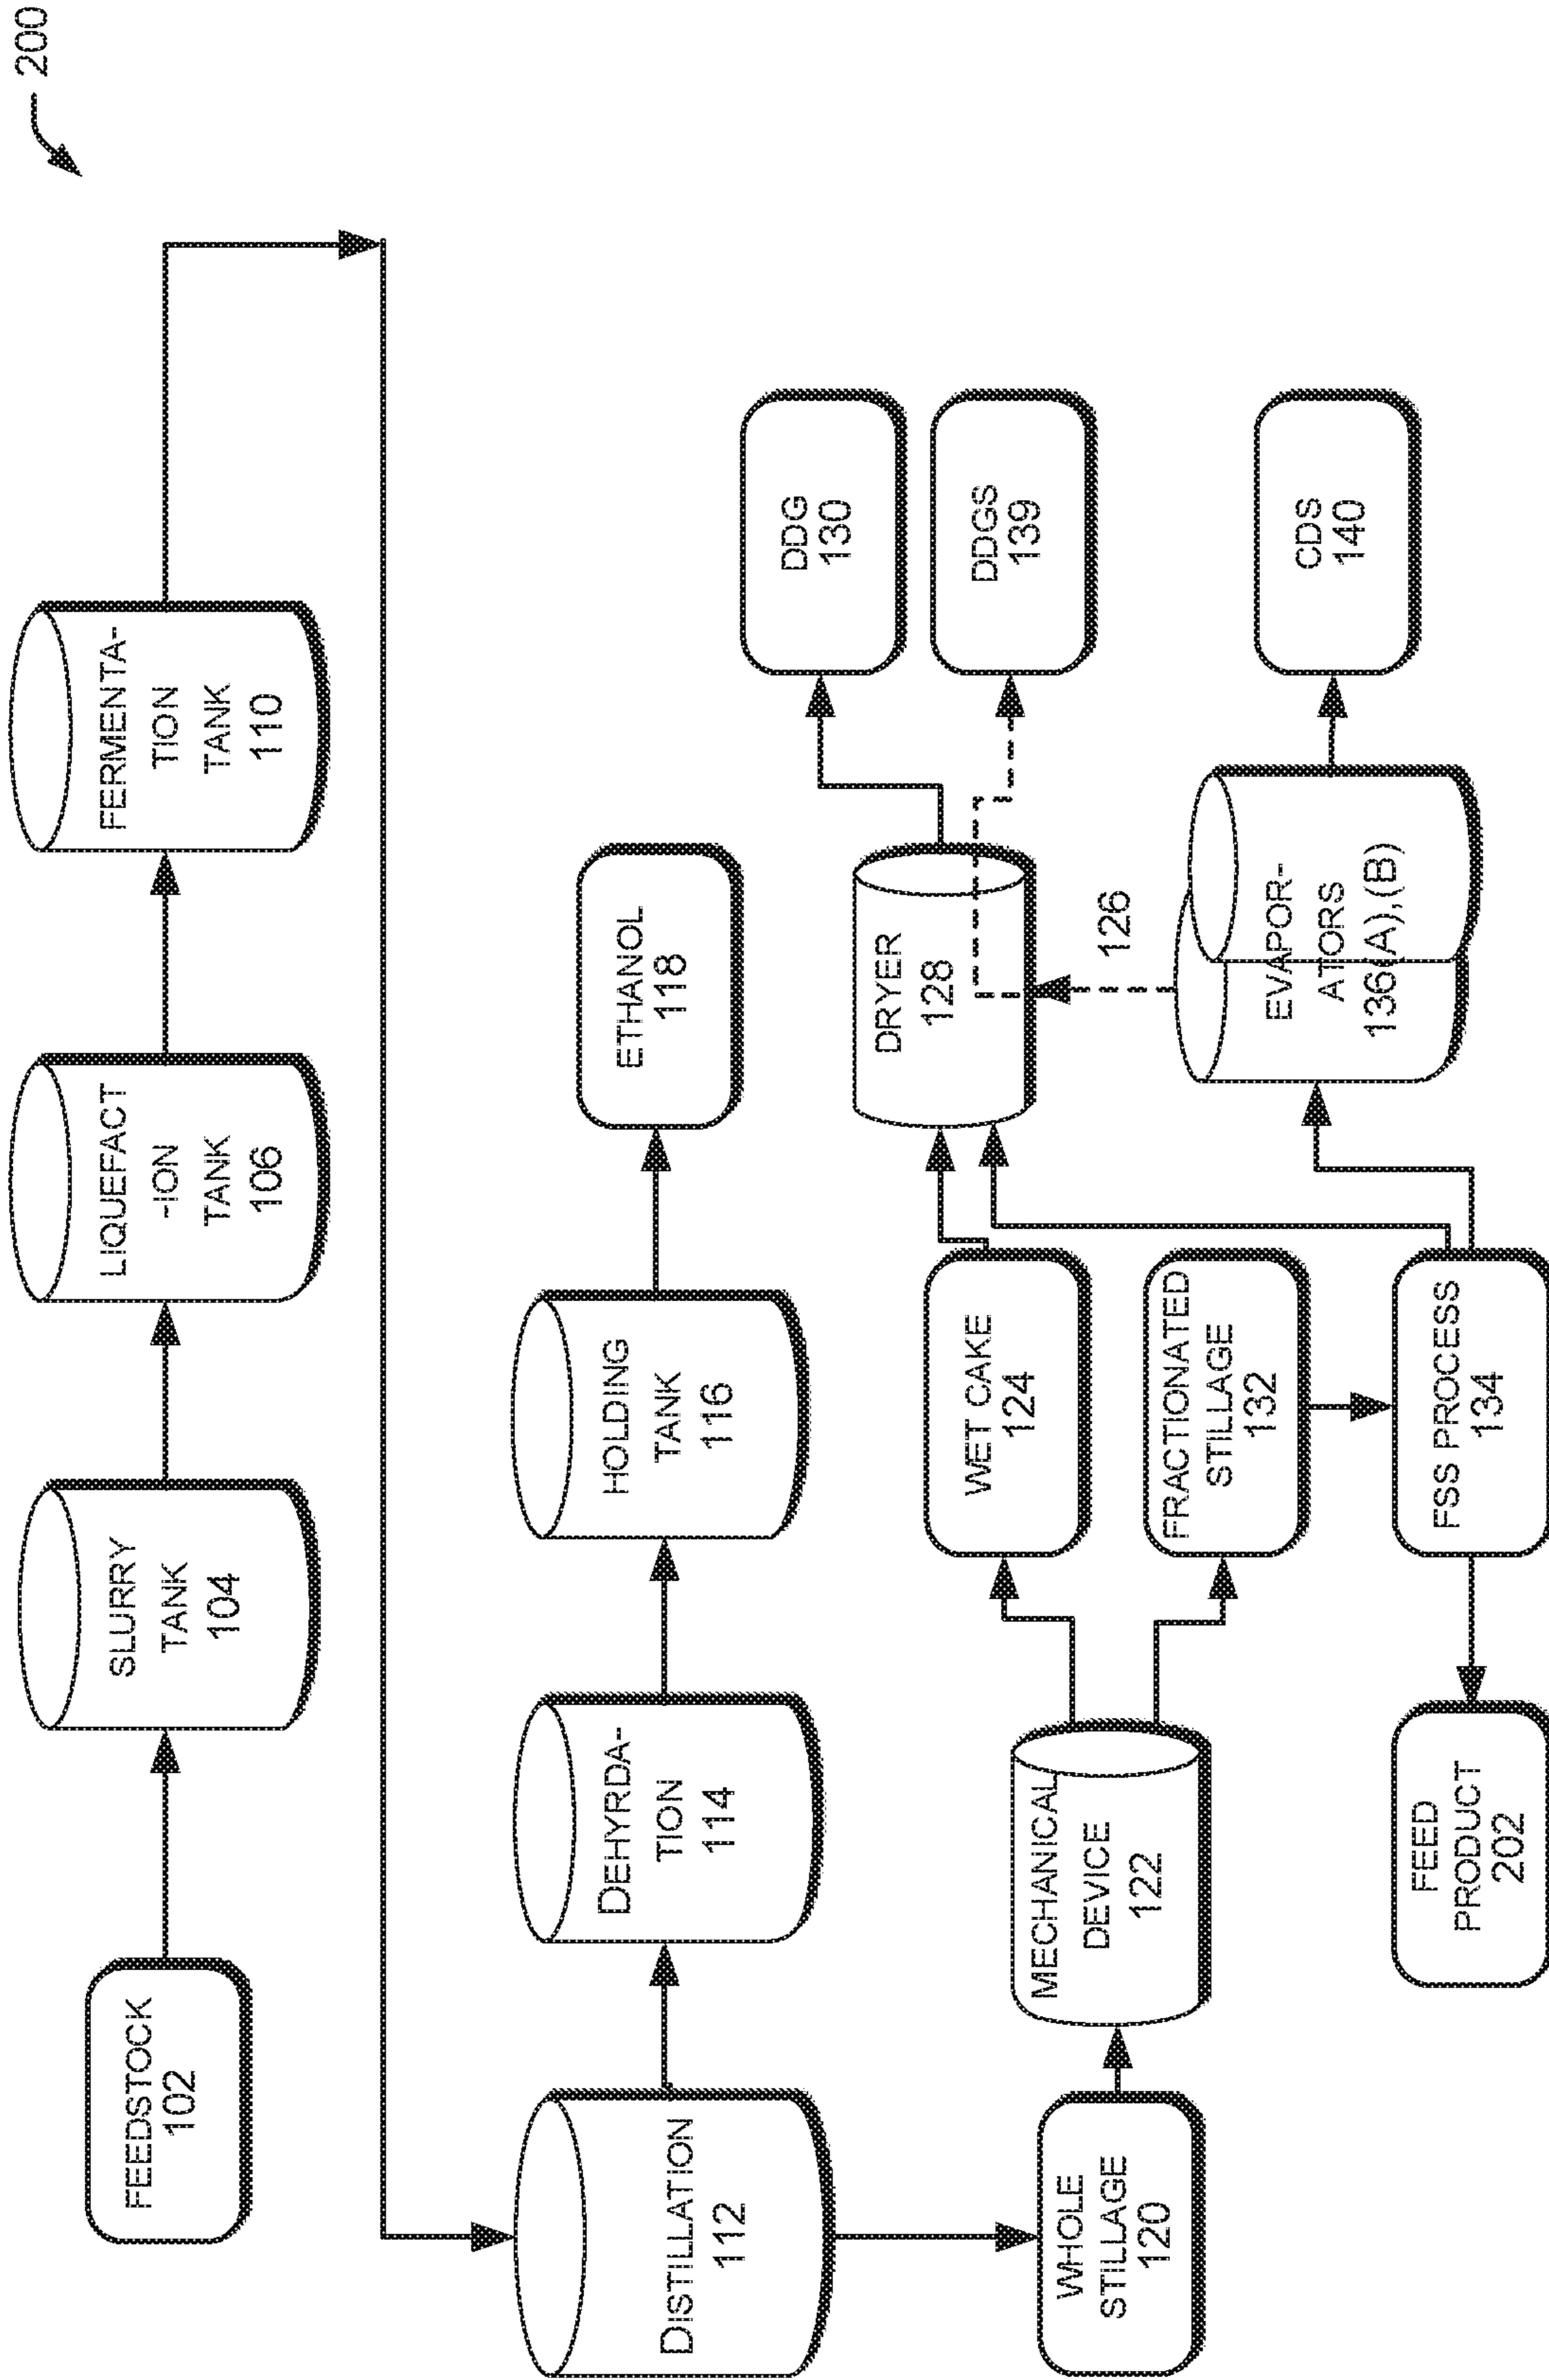 200
FEEDSTOCK
102
SLURRY
TANK
104
LIQUEFACT
-ION
TANK
106
FERMENTA-
TION
TANK
110
DISTILLATION
112
DEHYRDA-
TION
114
HOLDING
TANK
116
ETHANOL
118
WHOLE
STILLAGE
120
MECHANICAL
DEVICE
122
WET CAKE
124
FRACTIONATED
STILLAGE
132
DRYER
128
DDG
130
DDGS
139
126
FEED
PRODUCT
202
FSS PROCESS
134
EVAPOR-
ATORS
136(A),(B)
CDS
140